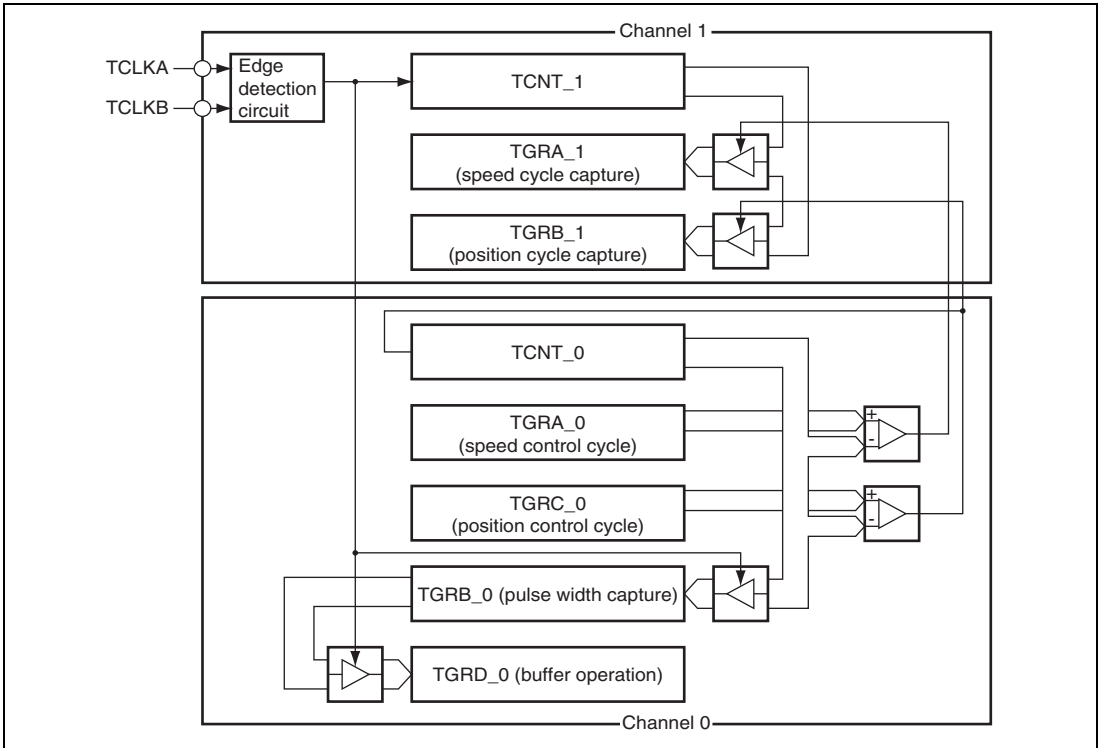 Channel 1
TCLKA
TCLKB
Edge
detection
circuit
TCNT_1
TGRA_1
(speed cycle capture)
TGRB_1
(position cycle capture)
TCNT_0
TGRA_0
(speed control cycle)
+
-
TGRC_0
(position control cycle)
+
-
TGRB_0 (pulse width capture)
TGRD_0 (buffer operation)
Channel 0